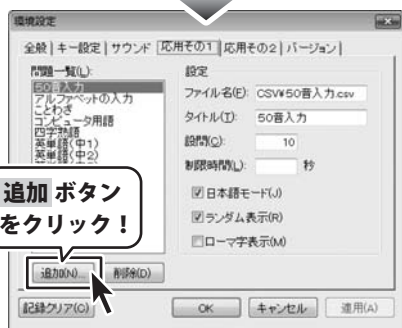 環境設定
全般 キー設定 サウンド 応用その1 応用その2 バージョン
問題一覧(L):
50音入力
アルファベットの入力
ことわざ
コンピュータ用語
四字熟語
英単語(中1)
英単語(中2)
設定
ファイル名(F): CSV¥50音入力.csv
タイトル(T): 50音入力
設問(C): 10
制限時間(L): 秒
日本語モード(J)
ランダム表示(R)
ローマ字表示(M)
追加 ボタン
をクリック!
追加(N)... 削除(D)
記録クリア(C) OK キャンセル 適用(A)